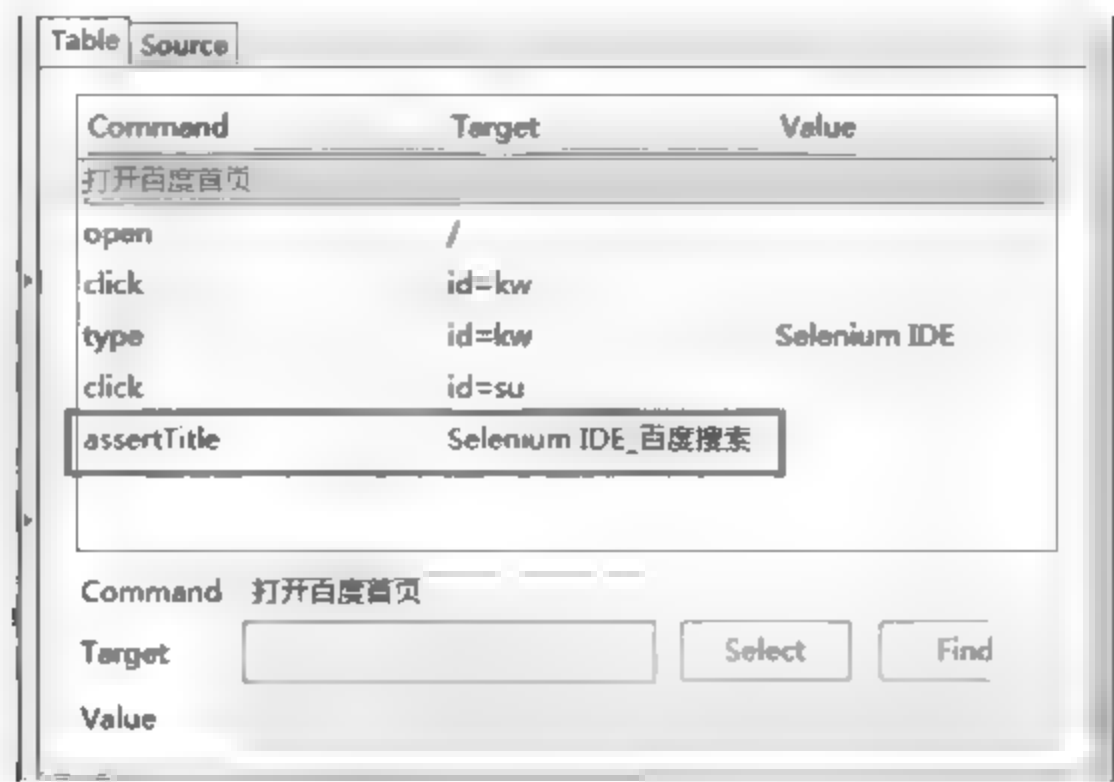 Table Source
Command Target Value
打开百度首页
open /
click id=kw
type id=kw Selenium IDE
click id=su
assertTitle Selenium IDE_百度搜索
Command 打开百度首页
Target Select Find
Value